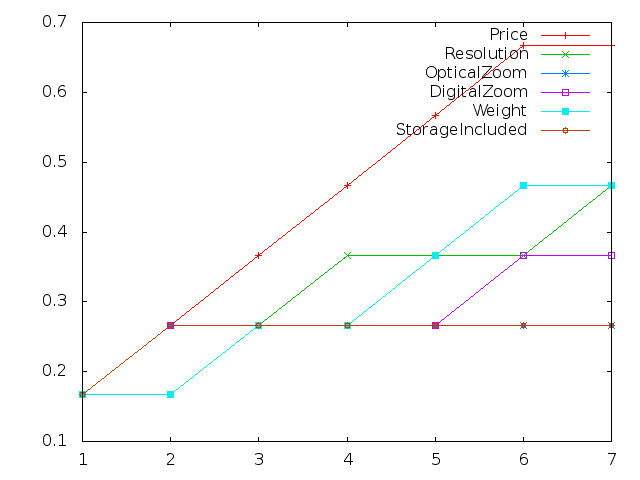 0.7
0.6
0.5
0.4
0.3
0.2
0.1
1 2 3 4 5 6 7
Price
Resolution
OpticalZoom
DigitalZoom
Weight
StorageIncluded